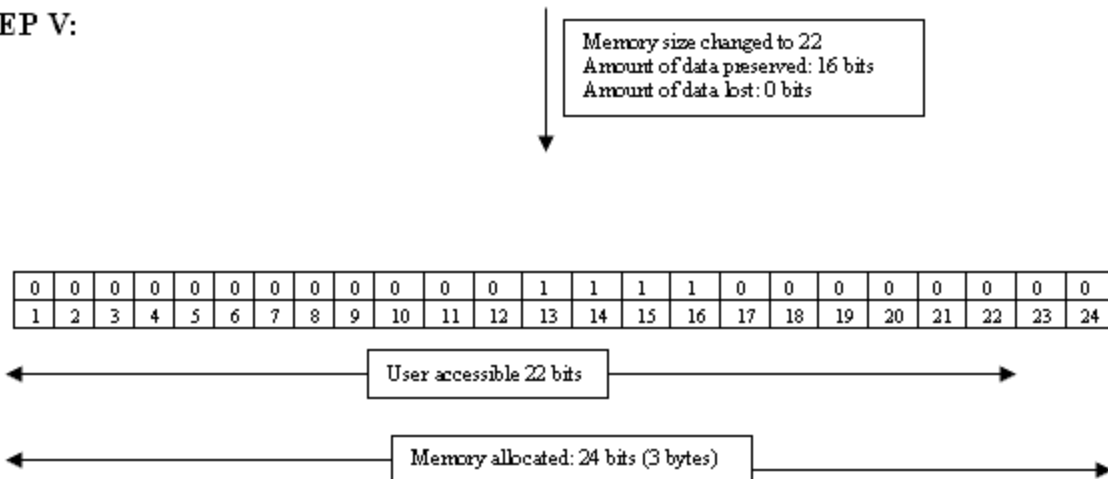 EP V:
Memory size changed to 22
Amount of data preserved: 16 bits
Amount of data lost: 0 bits
0 0 0 0 0 0 0 0 0 0 0 0 1 1 1 1 0 0 0 0 0 0 0 0
1 2 3 4 5 6 7 8 9 10 11 12 13 14 15 16 17 18 19 20 21 22 23 24
User accessible 22 bits
Memory allocated: 24 bits (3 bytes)